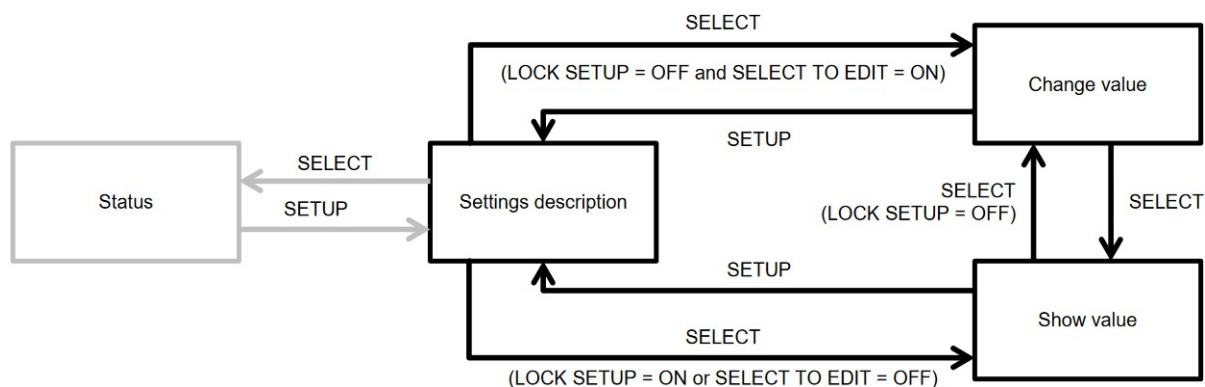 SELECT
(LOCK SETUP = OFF and SELECT TO EDIT = ON)
Change value
SETUP
SELECT
Status
SETUP
Settings description
SELECT
(LOCK SETUP = OFF)
SELECT
SETUP
Show value
SELECT
(LOCK SETUP = ON or SELECT TO EDIT = OFF)